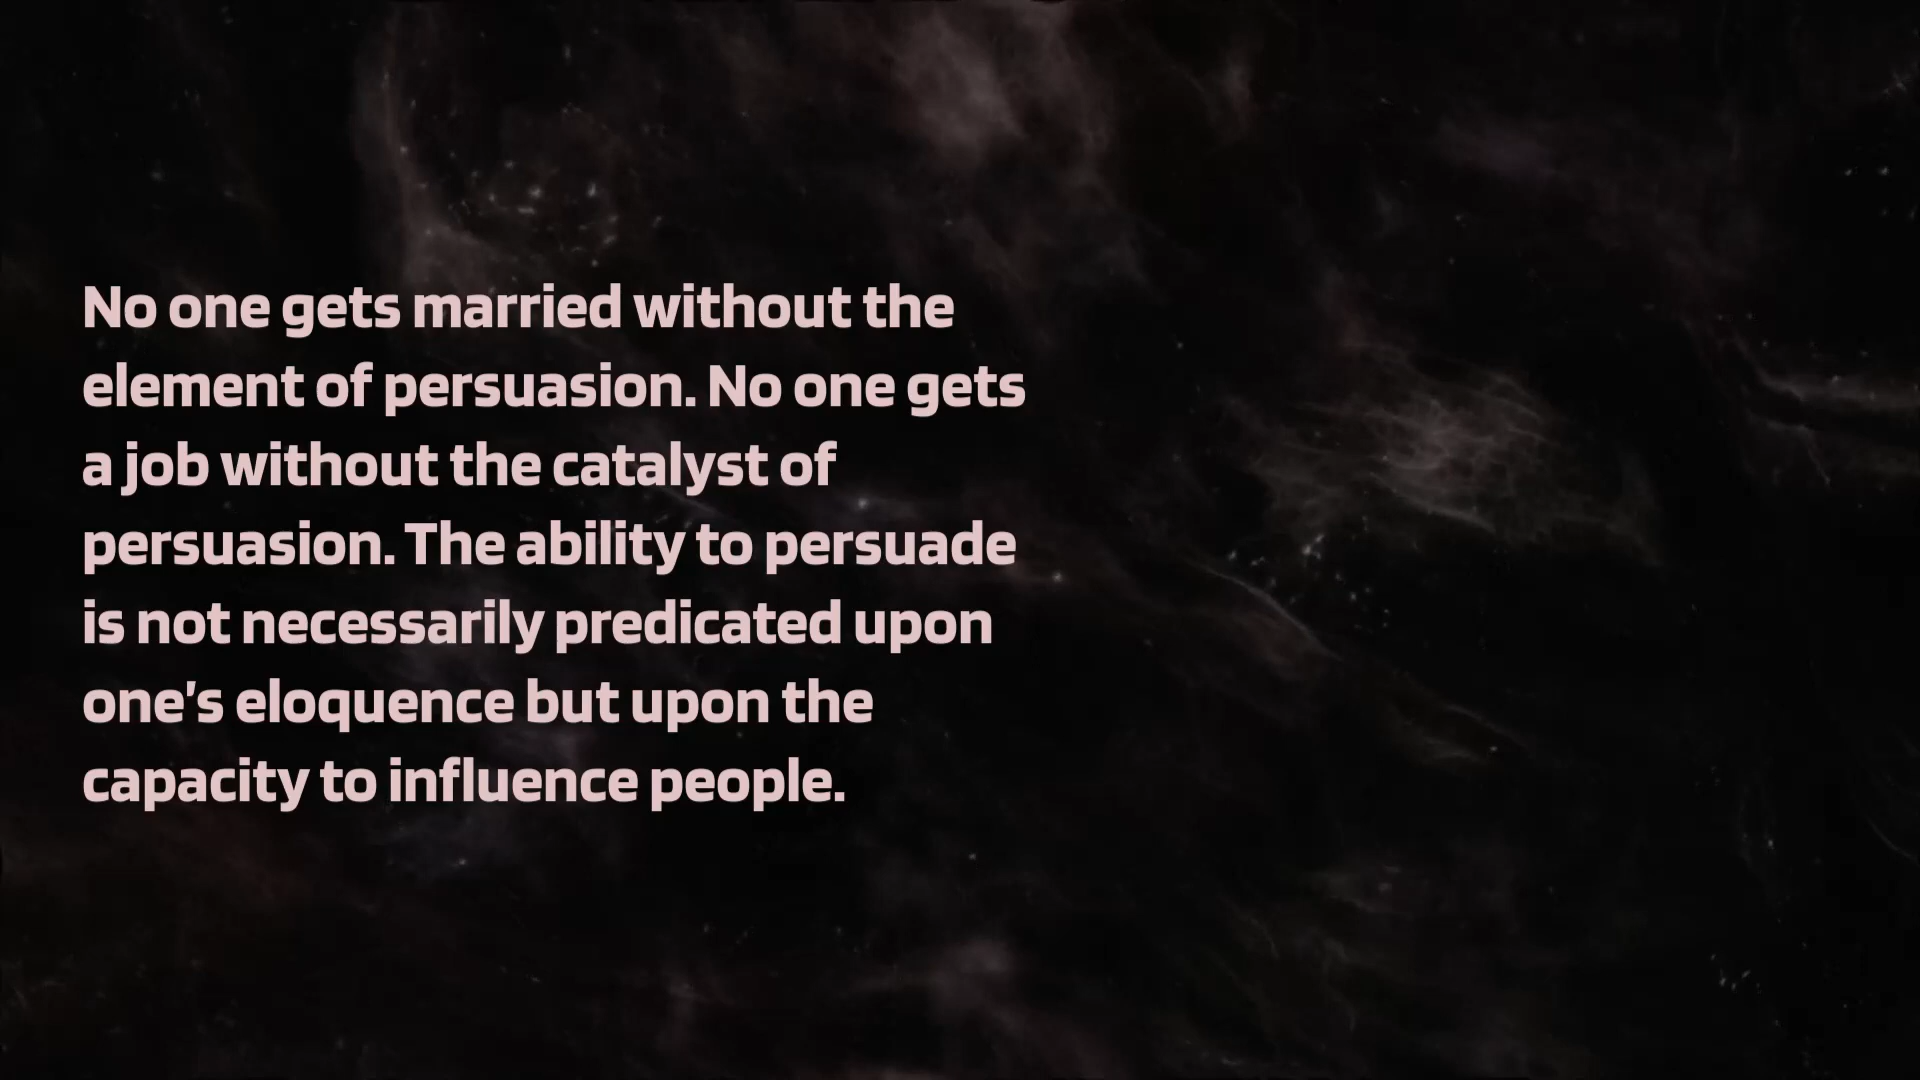 No one gets married without the
element of persuasion. No one gets
a job without the catalyst of
persuasion. The ability to persuade
is not necessarily predicated upon
one's eloquence but upon the
capacity to influence people.